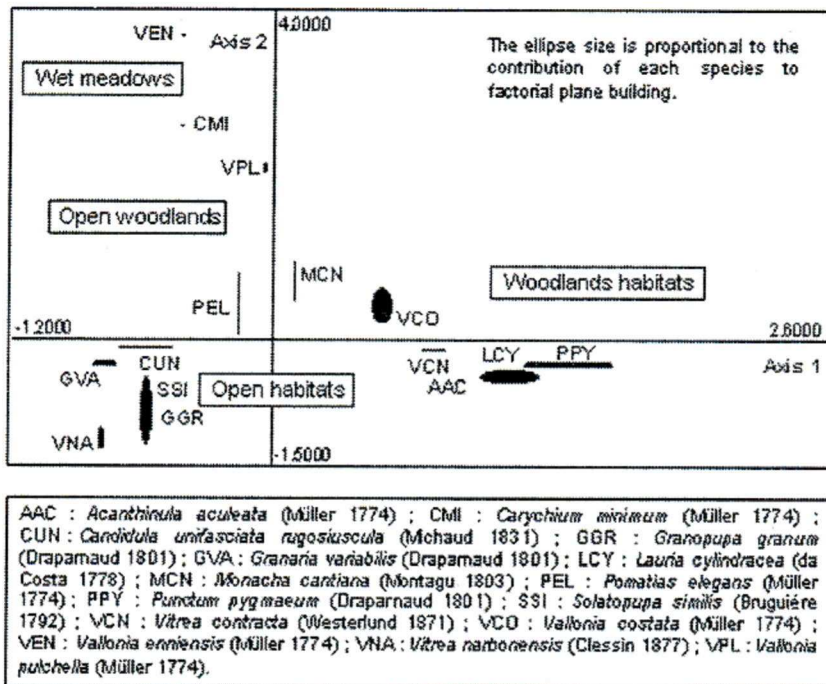 VEN
Axis 2
4.0000
The ellipse size is proportional to the
contribution of each species to
factorial plane building.
Wet meadows
CMI
VPL
Open woodlands
MCN
Woodlands habitats
PEL
VCO
-1.2000
2.6000
CUN
LCY
PPY
GVA
SSI
Open habitats
VCN
AAC
Axis 1
GGR
VNA
-1.5000
AAC : Acanthinula aculeata (Müller 1774) ; CMI : Carychium minimum (Müller 1774) ;
CUN : Candidula unifasciata rugosiuscula (Mchaud 1831) ; GGR : Granopupa granum
(Draparnaud 1801) ; GVA : Granaria variabilis (Draparnaud 1801) ; LCY : Lauria cylindracea (da
Costa 1778) ; MCN : Monacha cantiana (Montagu 1803) ; PEL : Pomatias elegans (Müller
1774) ; PPY : Punctum pygmaeum (Draparnaud 1801) ; SSI : Solatopupa similis (Bruguière
1792) ; VCN : Vitrea contracta (Westerlund 1871) ; VCO : Vallonia costata (Müller 1774) ;
VEN : Vallonia enniensis (Müller 1774) ; VNA : Vitrea narbonensis (Clessin 1877) ; VPL : Vallonia
pulchella (Müller 1774).